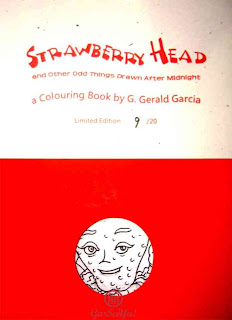 STRAWBERRY HEAD
and Other Odd Things Drawn After Midnight
a Colouring Book by G. Gerald Garcia
Limited Edition 9 /20